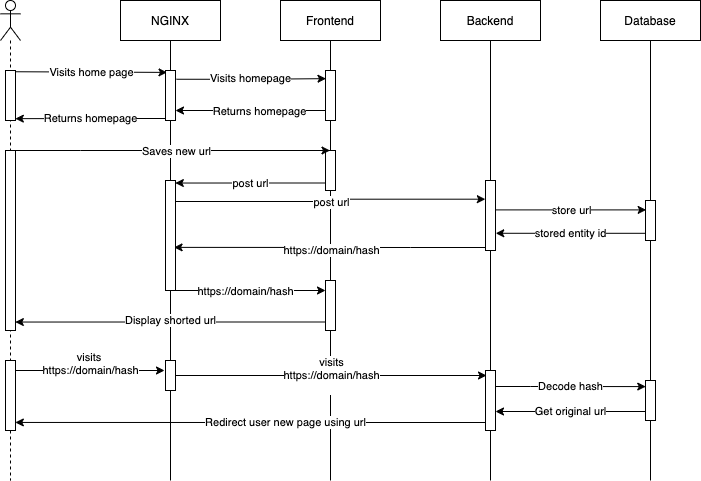 NGINX
Frontend
Backend
Database
Visits home page
Visits homepage
Returns homepage
Returns homepage
Saves new url
post url
post url
store url
stored entity id
https://domain/hash
https://domain/hash
Display shorted url
visits
https://domain/hash
visits
https://domain/hash
Decode hash
Get original url
Redirect user new page using url